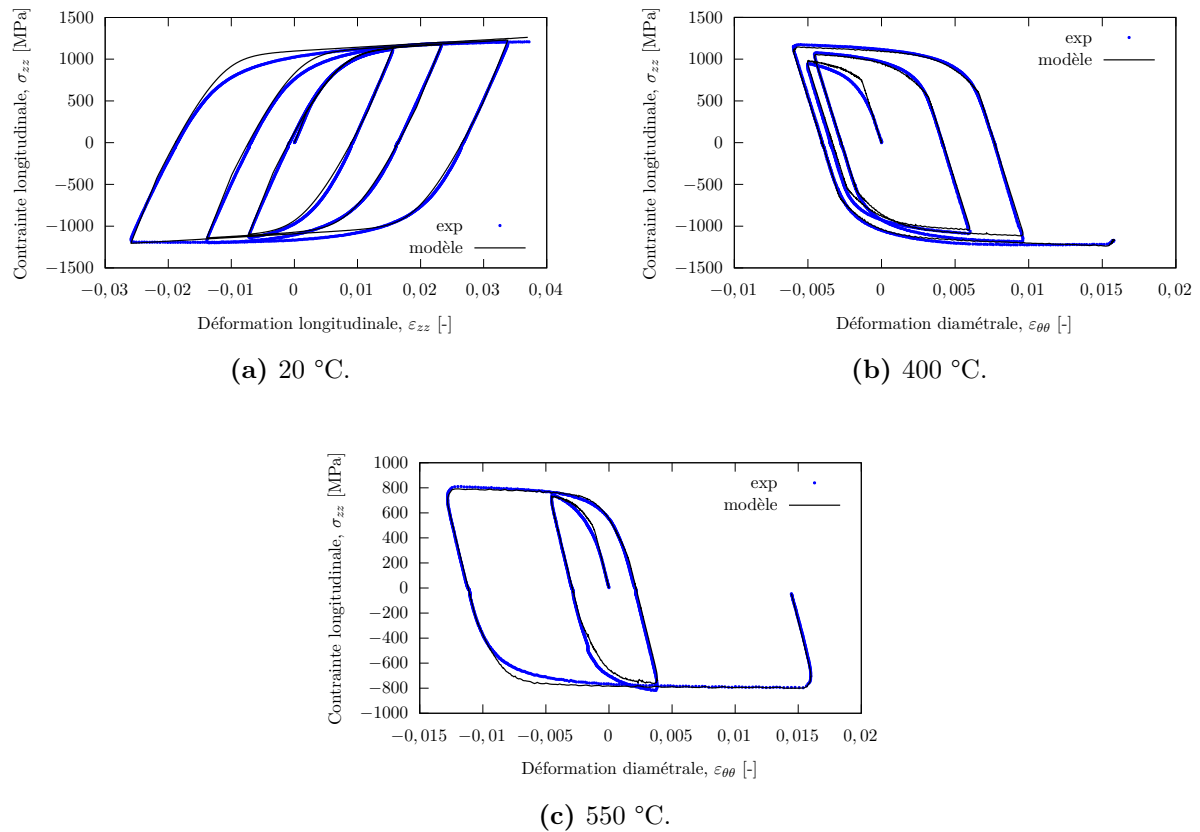 Contrainte longitudinale, σzz [MPa]
1500
1000
500
0
−500
−1000
−1500
−0,03 −0,02 −0,01 0 0,01 0,02 0,03 0,04
Déformation longitudinale, εzz [-]
exp
modèle
(a) 20 °C.
Contrainte longitudinale, σzz [MPa]
1500
1000
500
0
−500
−1000
−1500
−0,01 −0,005 0 0,005 0,01 0,015 0,02
Déformation diamétrale, εθθ [-]
exp
modèle
(b) 400 °C.
Contrainte longitudinale, σzz [MPa]
1000
800
600
400
200
0
−200
−400
−600
−800
−1000
−0,015 −0,01 −0,005 0 0,005 0,01 0,015 0,02
Déformation diamétrale, εθθ [-]
exp
modèle
(c) 550 °C.